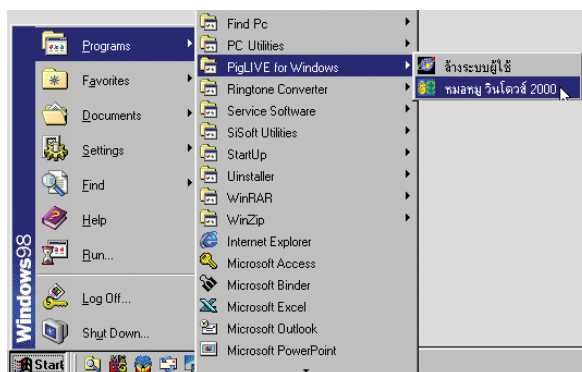 Programs
Favorites
Documents
Settings
Find
Help
Run...
Log Off...
Shut Down...
Windows98
Start
Find Pc
PC Utilities
PigLIVE for Windows
Ringtone Converter
Service Software
SiSoft Utilities
StartUp
Uinstaller
WinRAR
WinZip
Internet Explorer
Microsoft Access
Microsoft Binder
Microsoft Excel
Microsoft Outlook
Microsoft PowerPoint
ล้างระบบผู้ใช้
หมอหมู วินโดวส์ 2000